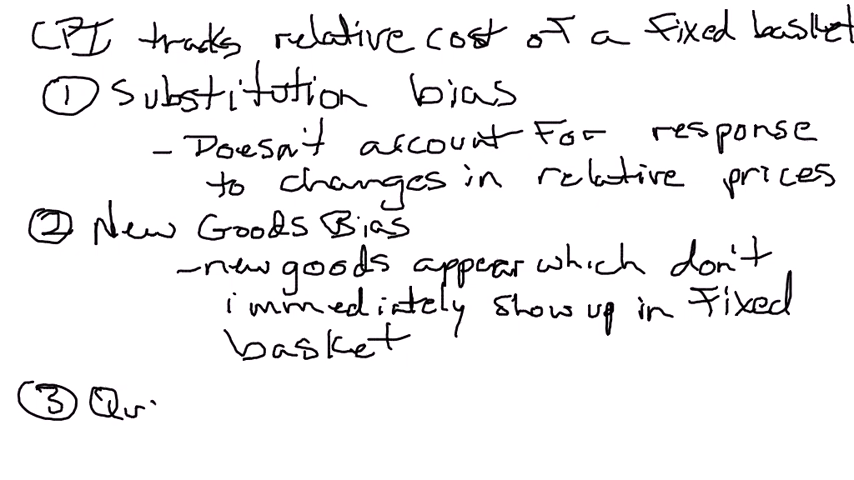 CPI tracks relative cost of a fixed basket
① Substitution bias
- Doesn't account for response
to changes in relative prices
② New Goods Bias
- new goods appear which don't
immediately show up in fixed
basket
③ Qu